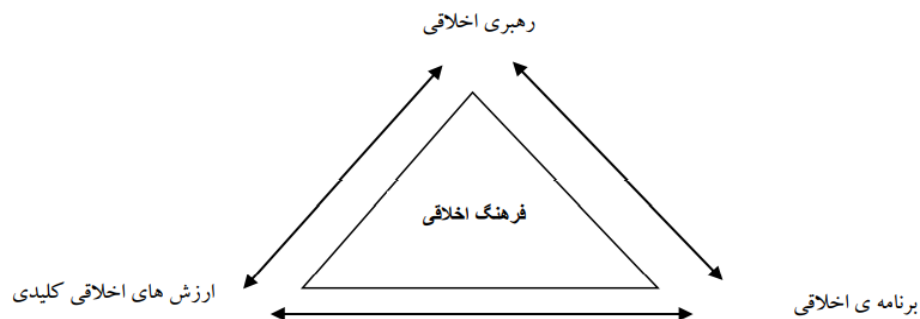 رهبری اخلاقی
فرهنگ اخلاقی
ارزش های اخلاقی کلیدی
برنامه ی اخلاقی